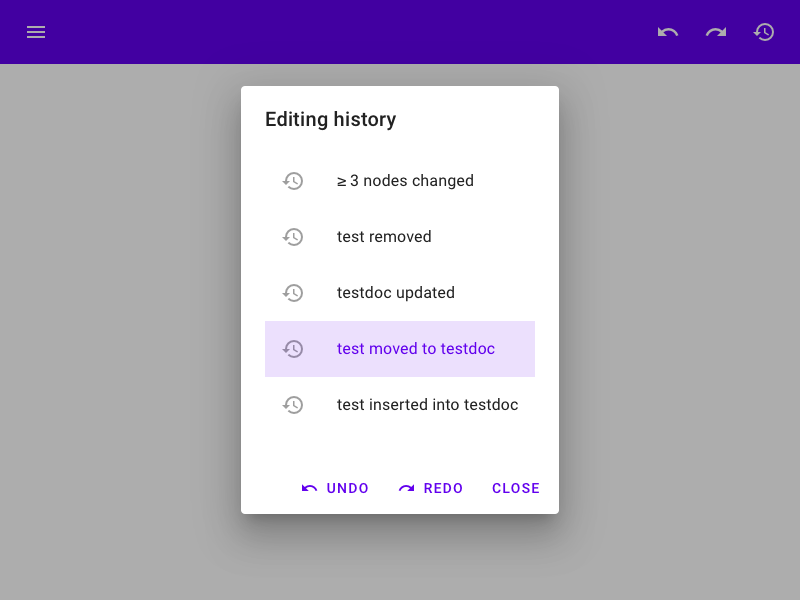 Editing history
≥ 3 nodes changed
test removed
testdoc updated
test moved to testdoc
test inserted into testdoc
UNDO REDO CLOSE